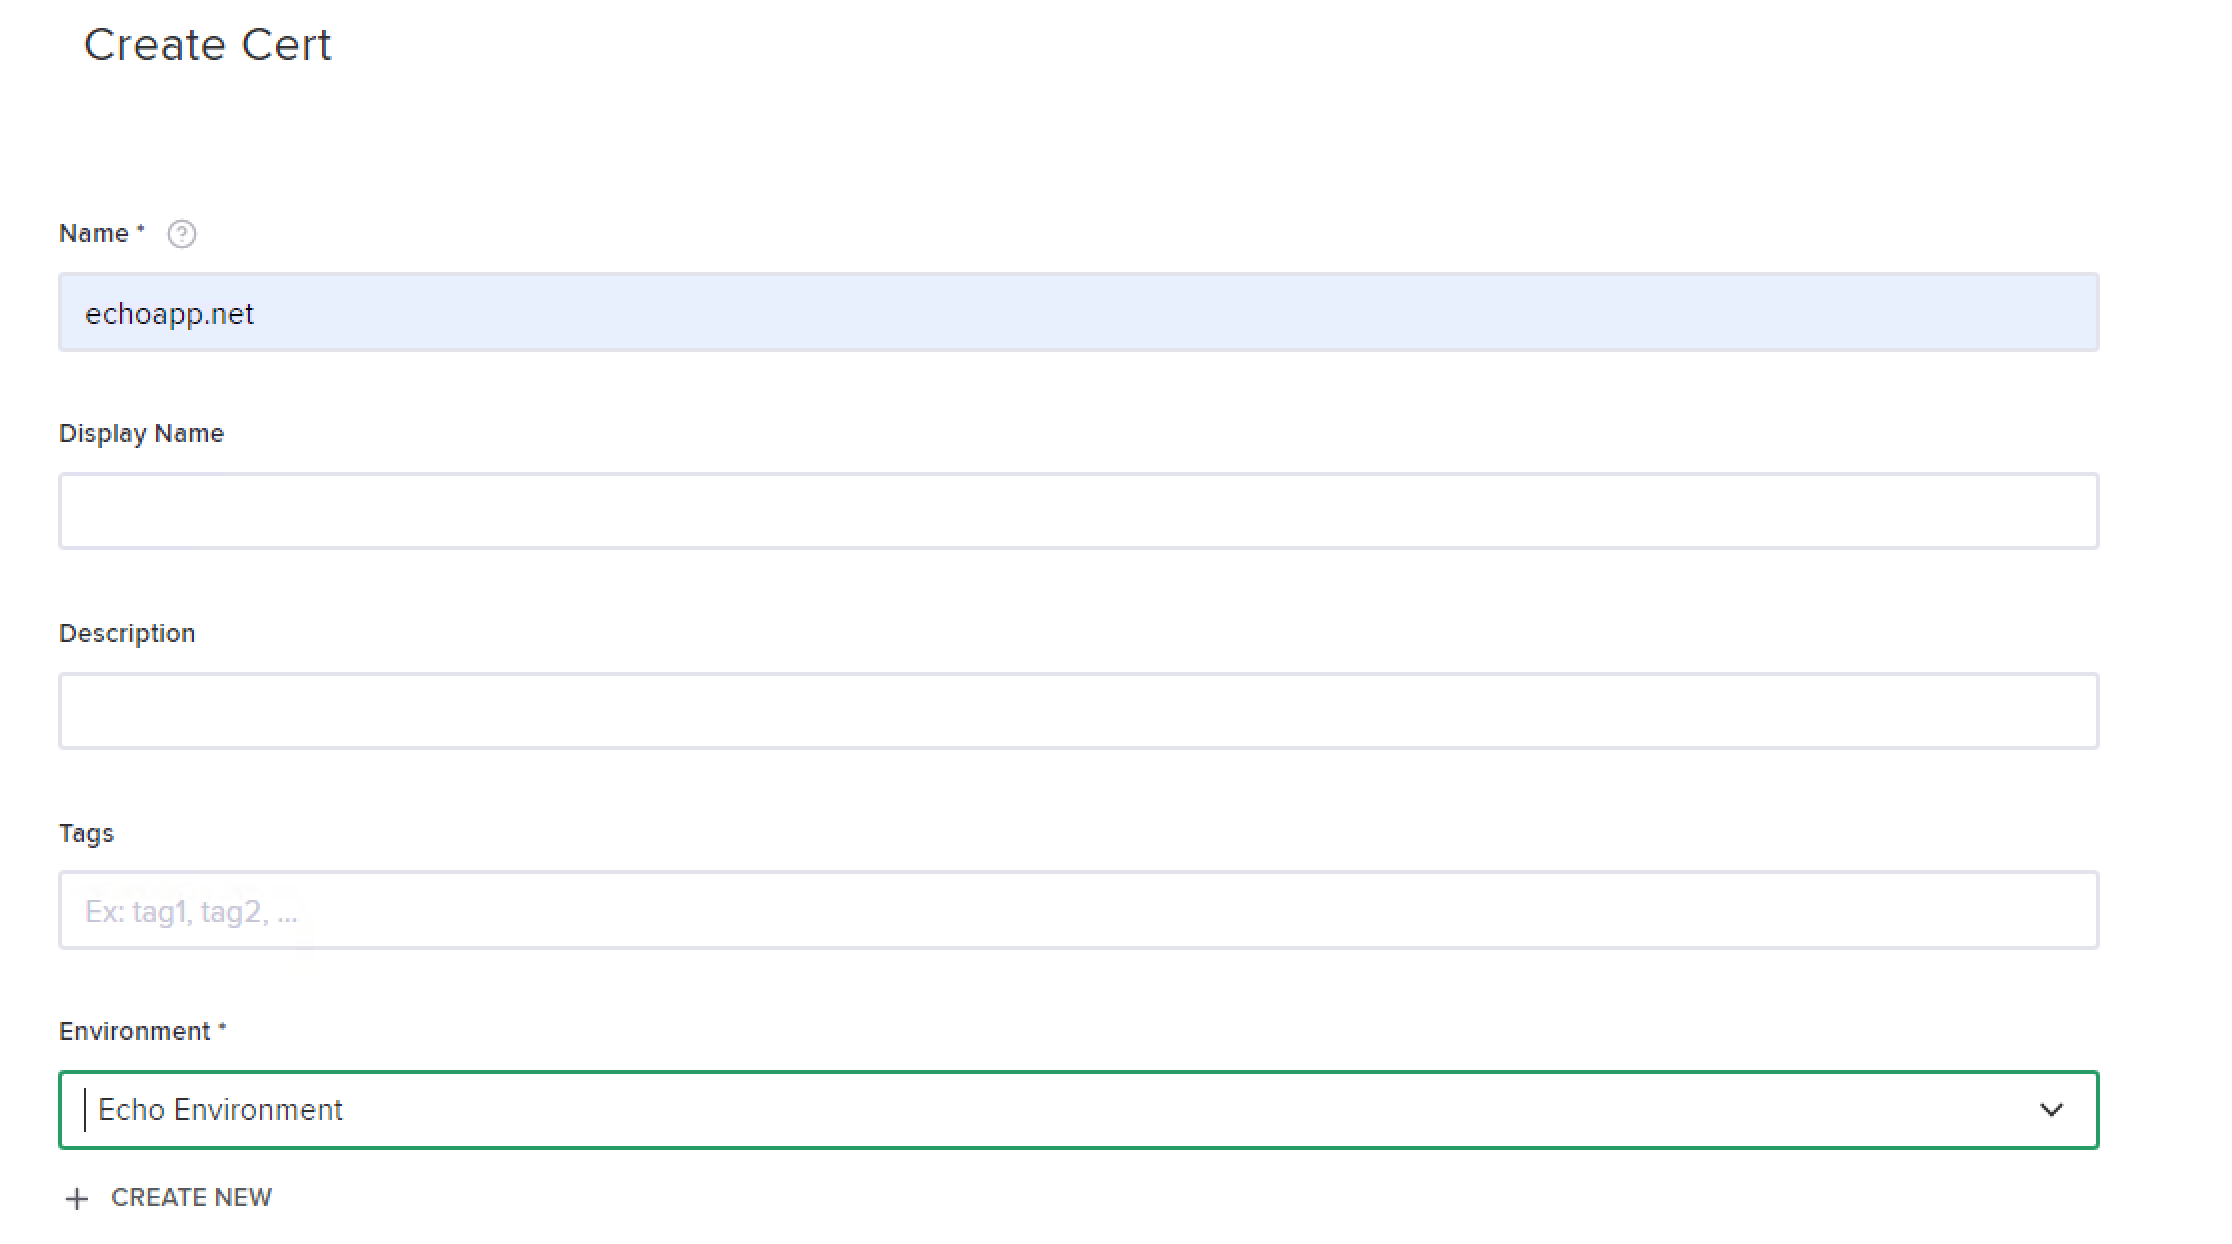 Create Cert
Name *
echoapp.net
Display Name
Description
Tags
Ex: tag1, tag2, ...
Environment *
Echo Environment
+ CREATE NEW